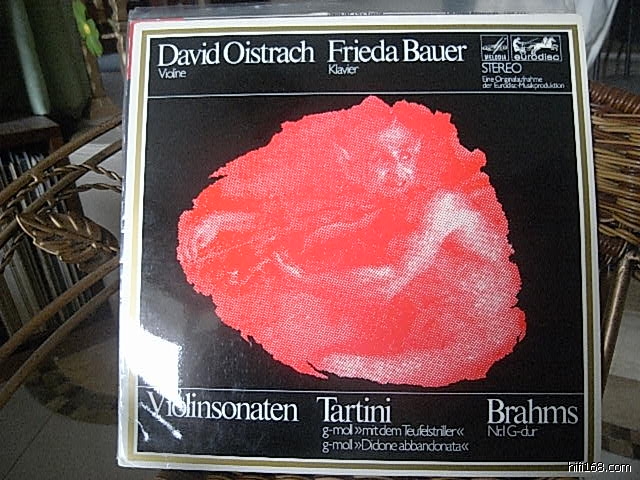 David Oistrach Frieda Bauer
Violine Klavier
eurodisc
STEREO
Eine Originalaufnahme
der Eurodisc-Musikproduktion
Violinsonaten Tartini Brahms
g-moll »mit dem Teufelstriller« Nr.1 G-dur
g-moll »Didone abbandonata«
hifi168.com